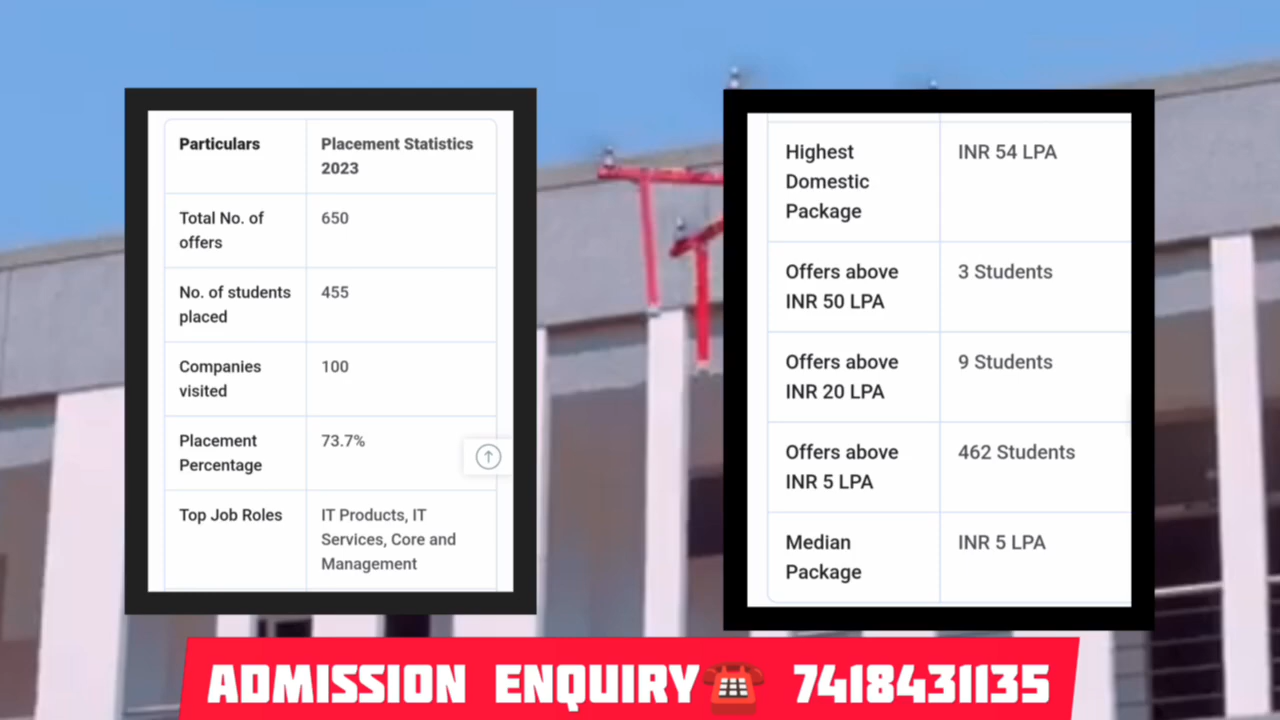 Particulars
Placement Statistics
2023
Total No. of
offers
650
No. of students
placed
455
Companies
visited
100
Placement
Percentage
73.7%
Top Job Roles
IT Products, IT
Services, Core and
Management
Highest
Domestic
Package
INR 54 LPA
Offers above
INR 50 LPA
3 Students
Offers above
INR 20 LPA
9 Students
Offers above
INR 5 LPA
462 Students
Median
Package
INR 5 LPA
ADMISSION ENQUIRY☎️ 7418431135